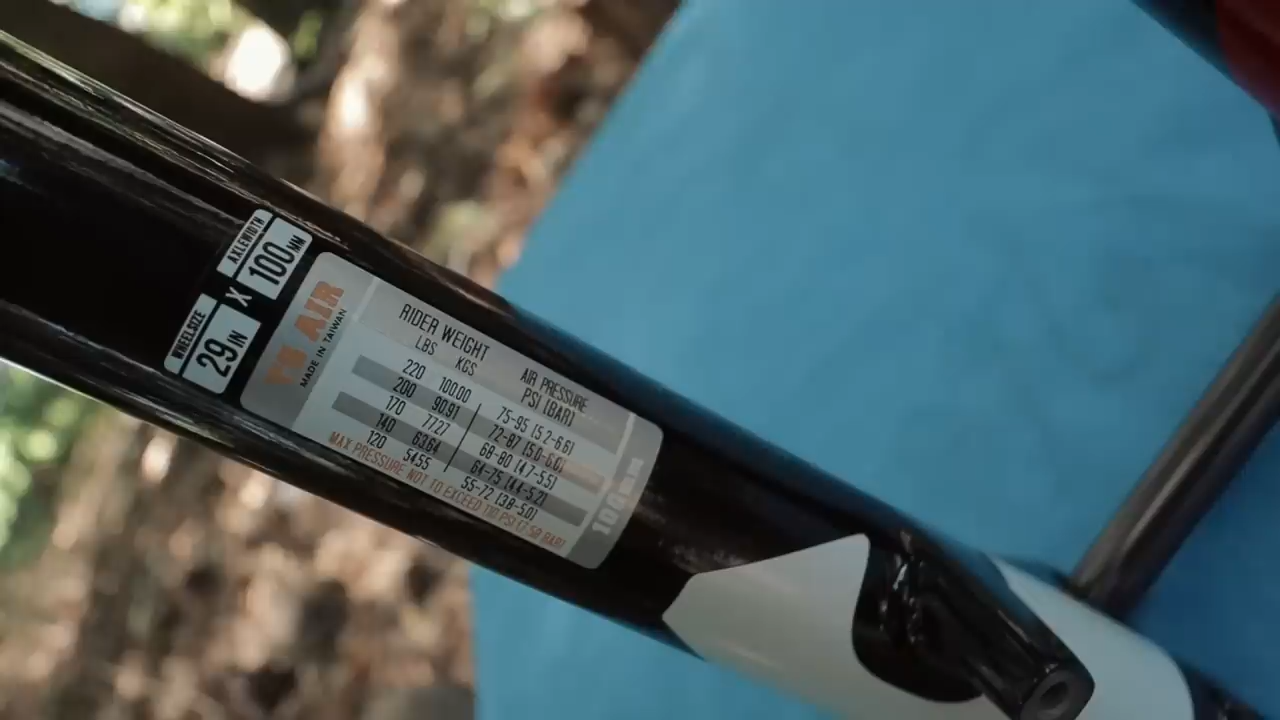 WHEELSIZE
29IN
X
AXLEWIDTH
100MM
AIR
MADE IN TAIWAN
RIDER WEIGHT AIR PRESSURE
LBS KGS PSI (BAR)
220 100.00 75-95 (5.2-6.6)
200 90.91 72-87 (5.0-6.0)
170 77.27 68-80 (4.7-5.5)
140 63.64 64-75 (4.4-5.2)
120 54.55 55-72 (3.8-5.0)
MAX PRESSURE NOT TO EXCEED 110 PSI (7.58 BAR)
100mm